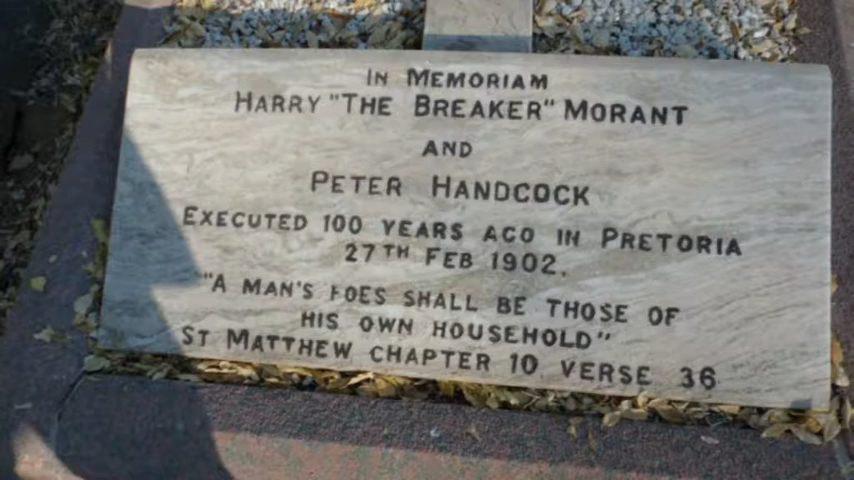 IN MEMORIAM
HARRY "THE BREAKER" MORANT
AND
PETER HANDCOCK
EXECUTED 100 YEARS AGO IN PRETORIA
27TH FEB 1902.
"A MAN'S FOES SHALL BE THOSE OF
HIS OWN HOUSEHOLD"
ST MATTHEW CHAPTER 10 VERSE 36